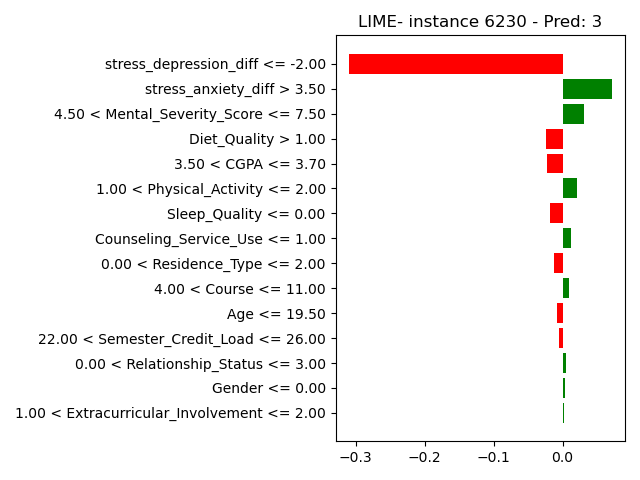 LIME- instance 6230 - Pred: 3
stress_depression_diff <= -2.00
stress_anxiety_diff > 3.50
4.50 < Mental_Severity_Score <= 7.50
Diet_Quality > 1.00
3.50 < CGPA <= 3.70
1.00 < Physical_Activity <= 2.00
Sleep_Quality <= 0.00
Counseling_Service_Use <= 1.00
0.00 < Residence_Type <= 2.00
4.00 < Course <= 11.00
Age <= 19.50
22.00 < Semester_Credit_Load <= 26.00
0.00 < Relationship_Status <= 3.00
Gender <= 0.00
1.00 < Extracurricular_Involvement <= 2.00
−0.3 −0.2 −0.1 0.0